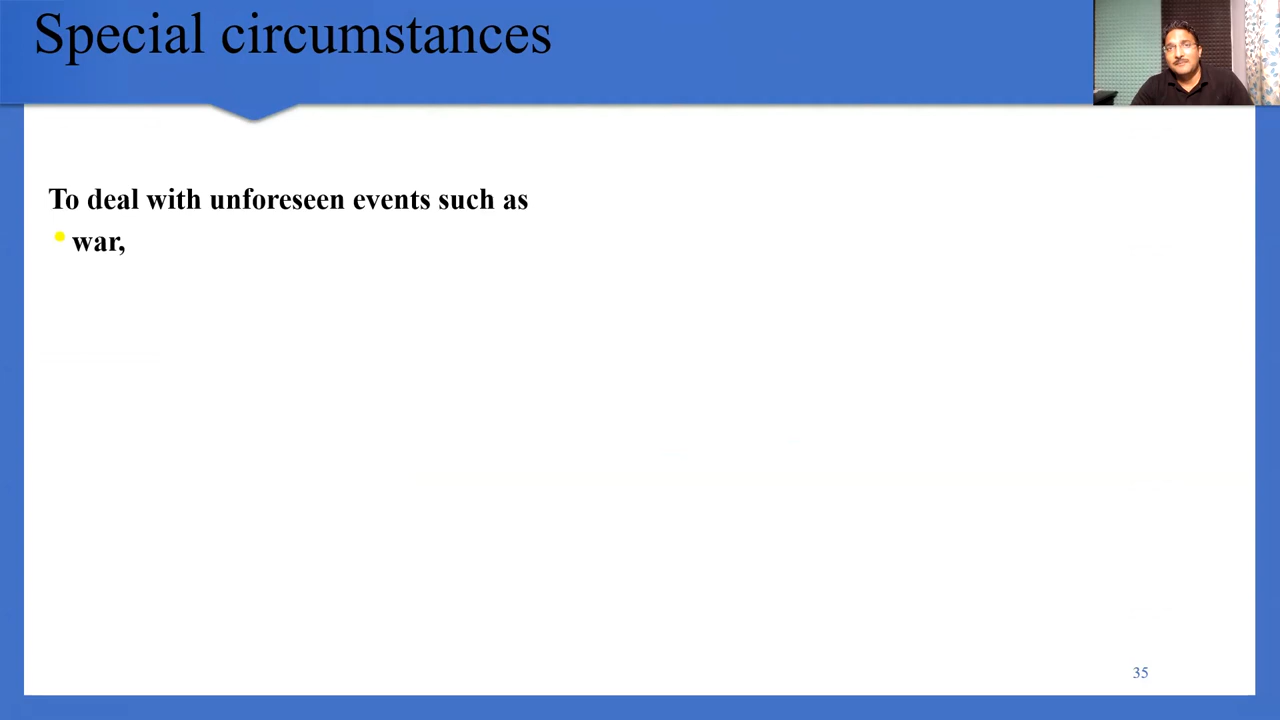 Special circumstances
To deal with unforeseen events such as
• war,
35